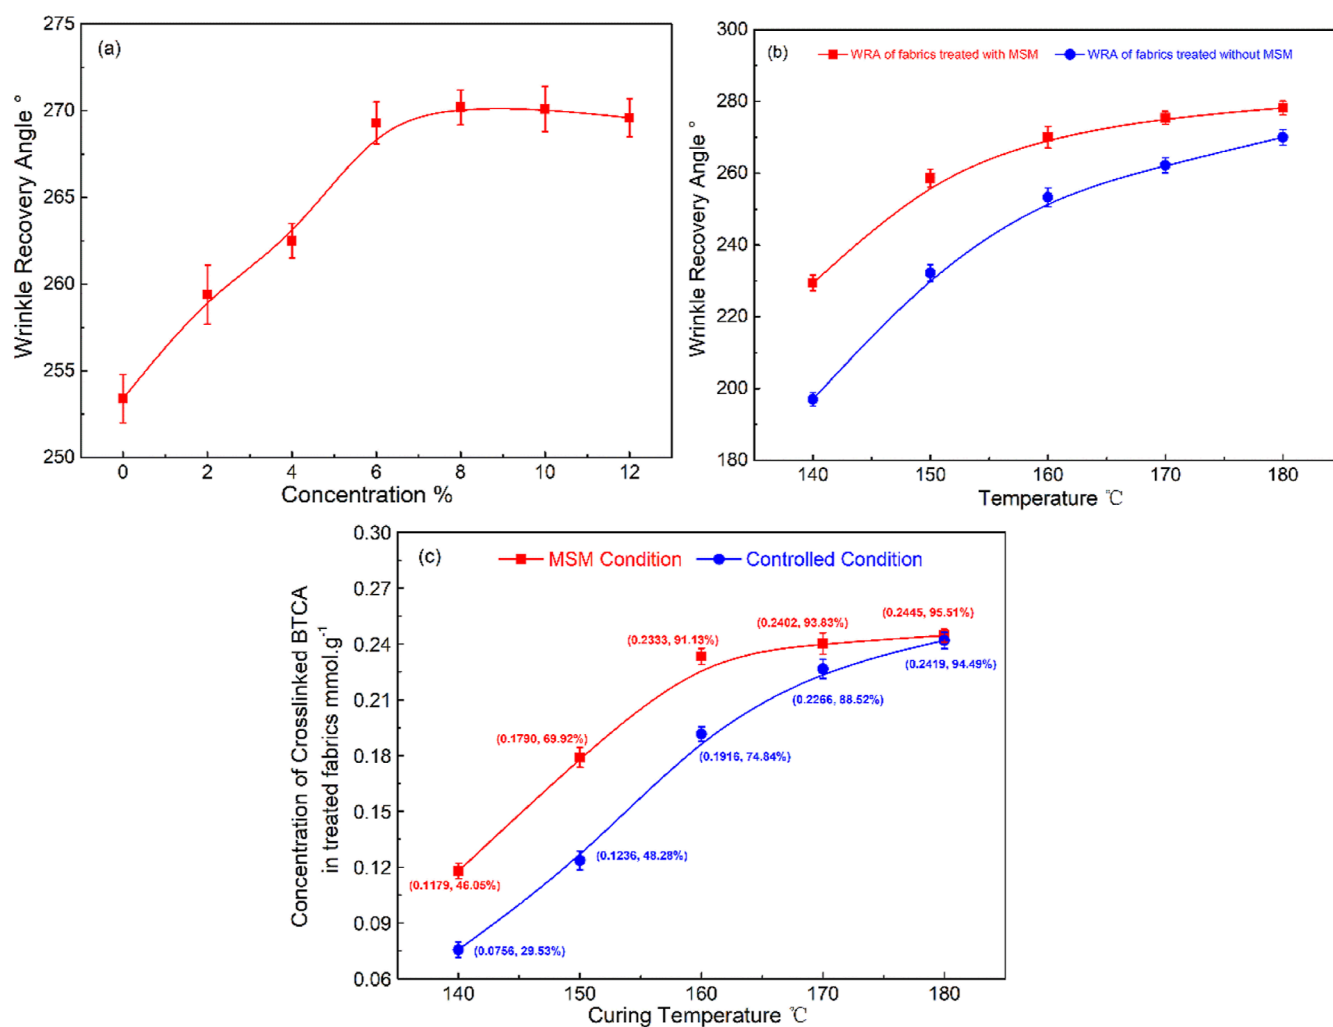 (a)
275
270
265
260
255
250
Wrinkle Recovery Angle °
0 2 4 6 8 10 12
Concentration %
(b)
WRA of fabrics treated with MSM WRA of fabrics treated without MSM
300
280
260
240
220
200
180
Wrinkle Recovery Angle °
140 150 160 170 180
Temperature ℃
(c)
MSM Condition Controlled Condition
0.30
0.27
0.24
0.21
0.18
0.15
0.12
0.09
0.06
Concentration of Crosslinked BTCA
in treated fabrics mmol.g-1
(0.2445, 95.51%)
(0.2402, 93.83%)
(0.2333, 91.13%)
(0.2419, 94.49%)
(0.2266, 88.52%)
(0.1790, 69.92%)
(0.1916, 74.84%)
(0.1236, 48.28%)
(0.1179, 46.05%)
(0.0756, 29.53%)
140 150 160 170 180
Curing Temperature ℃